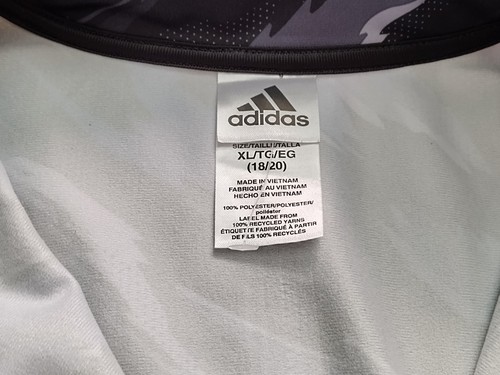 adidas
SIZE/TAILLE/TALLA
XL/TG/EG
(18/20)
MADE IN VIETNAM
FABRIQUÉ AU VIETNAM
HECHO EN VIETNAM
100% POLYESTER/POLYESTER/
poliéster
LABEL MADE FROM
100% RECYCLED YARNS
ÉTIQUETTE FABRIQUÉ À PARTIR
DE FILS 100% RECYCLÉS